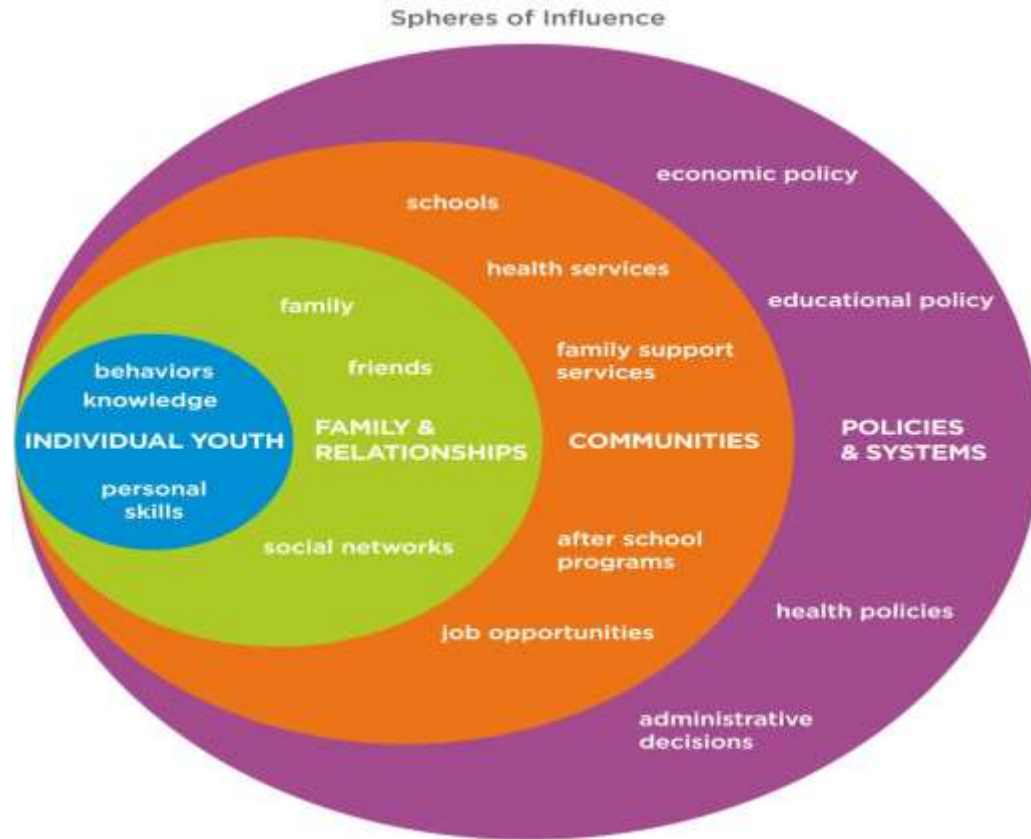 Spheres of Influence
economic policy
schools
health services
educational policy
family
family support
services
friends
behaviors
knowledge
INDIVIDUAL YOUTH
FAMILY &
RELATIONSHIPS
COMMUNITIES
POLICIES
& SYSTEMS
personal
skills
social networks
after school
programs
health policies
job opportunities
administrative
decisions